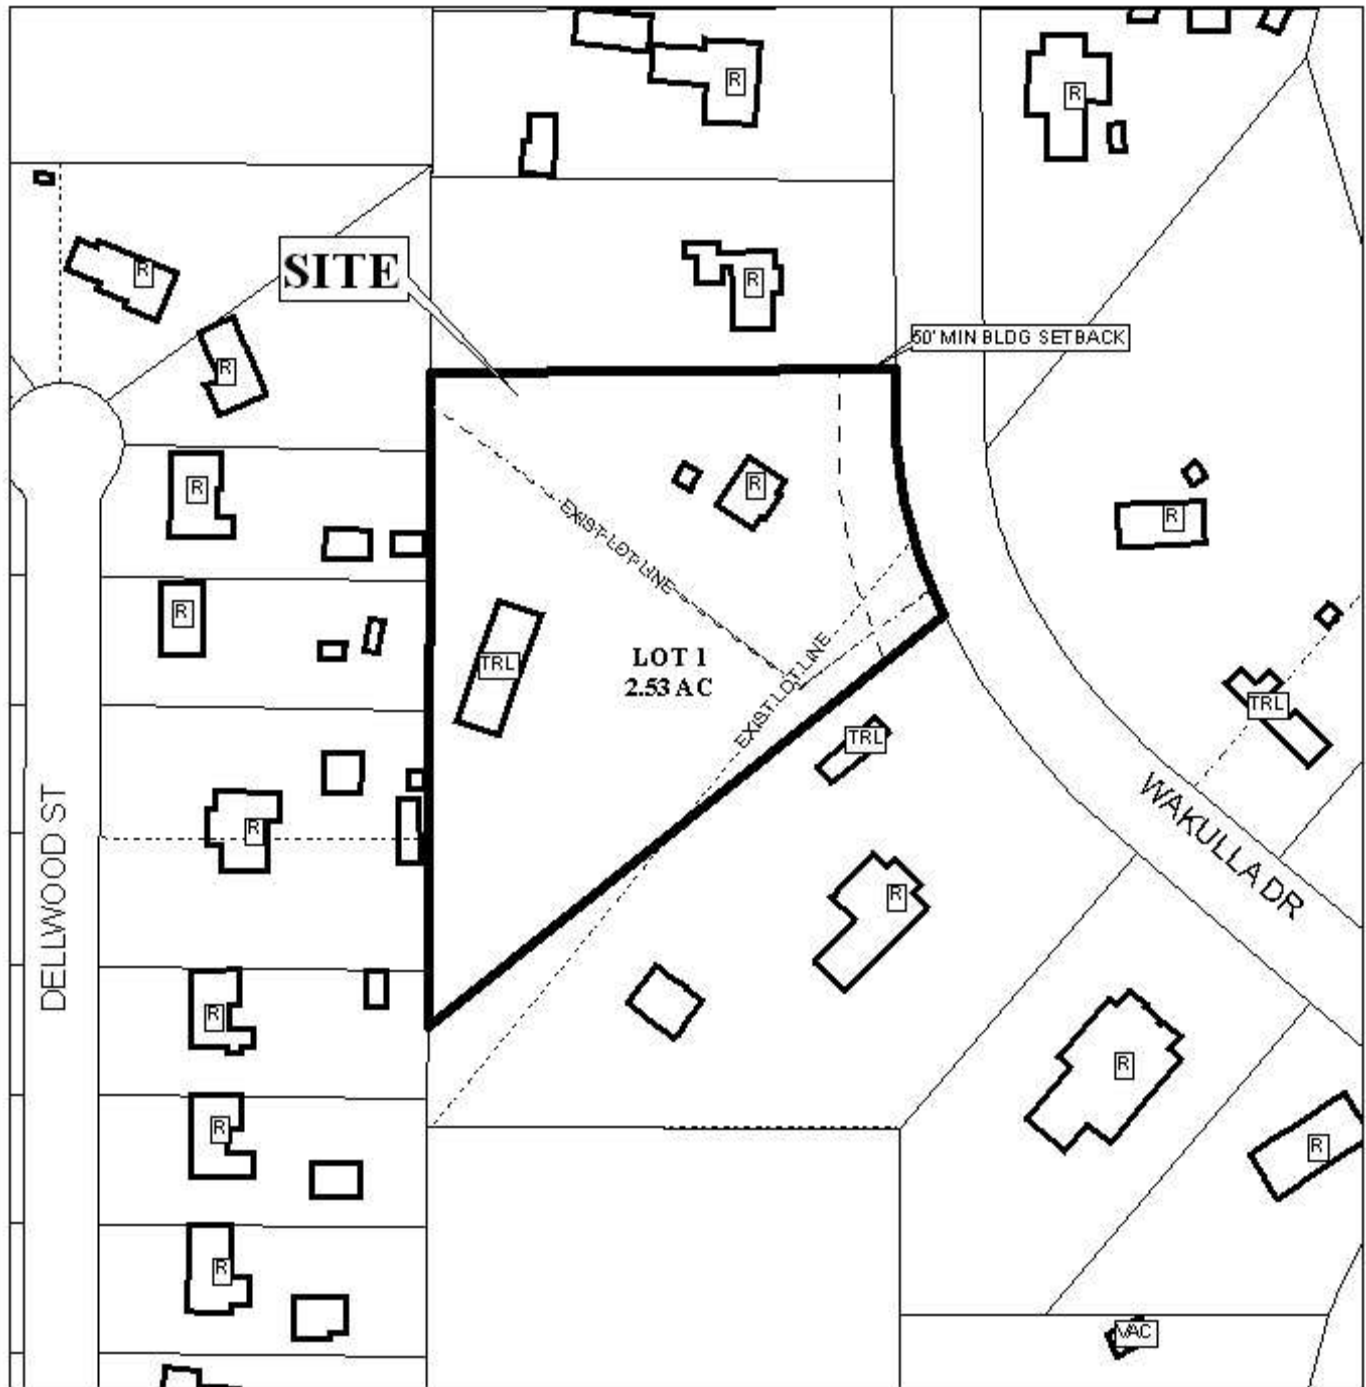 R
R
R
SITE
R
R
50' MIN BLDG SETBACK
R
R
R
EXIST LOT LINE
R
TRL
LOT 1
2.53 AC
EXIST LOT LINE
TRL
TRL
WAKULLA DR
DELLWOOD ST
R
R
R
R
R
R
R
VAC